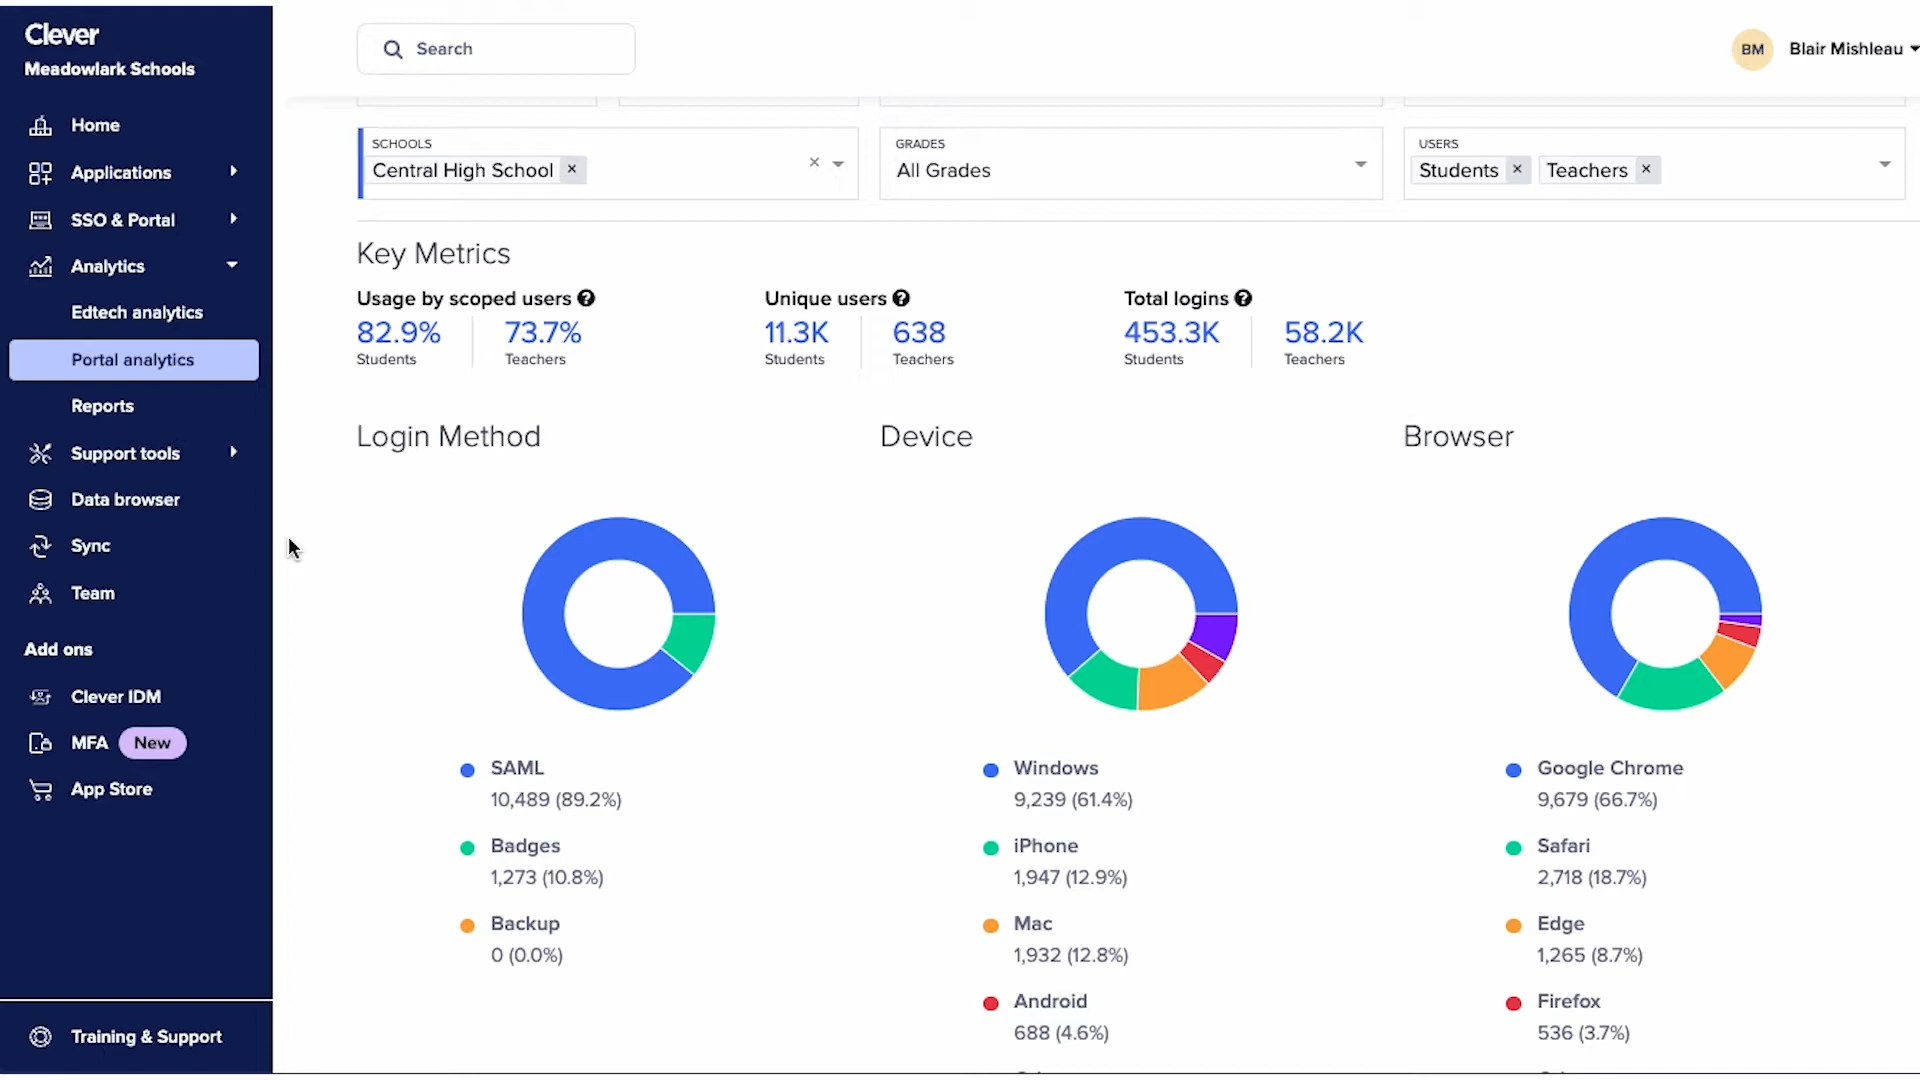 Clever
Meadowlark Schools
Home
Applications
SSO & Portal
Analytics
Edtech analytics
Portal analytics
Reports
Support tools
Data browser
Sync
Team
Add ons
Clever IDM
MFA New
App Store
Training & Support
Search
BM Blair Mishleau
SCHOOLS
Central High School ×
GRADES
All Grades
USERS
Students × Teachers ×
Key Metrics
Usage by scoped users
82.9% 73.7%
Students Teachers
Unique users
11.3K 638
Students Teachers
Total logins
453.3K 58.2K
Students Teachers
Login Method
SAML
10,489 (89.2%)
Badges
1,273 (10.8%)
Backup
0 (0.0%)
Device
Windows
9,239 (61.4%)
iPhone
1,947 (12.9%)
Mac
1,932 (12.8%)
Android
688 (4.6%)
Browser
Google Chrome
9,679 (66.7%)
Safari
2,718 (18.7%)
Edge
1,265 (8.7%)
Firefox
536 (3.7%)